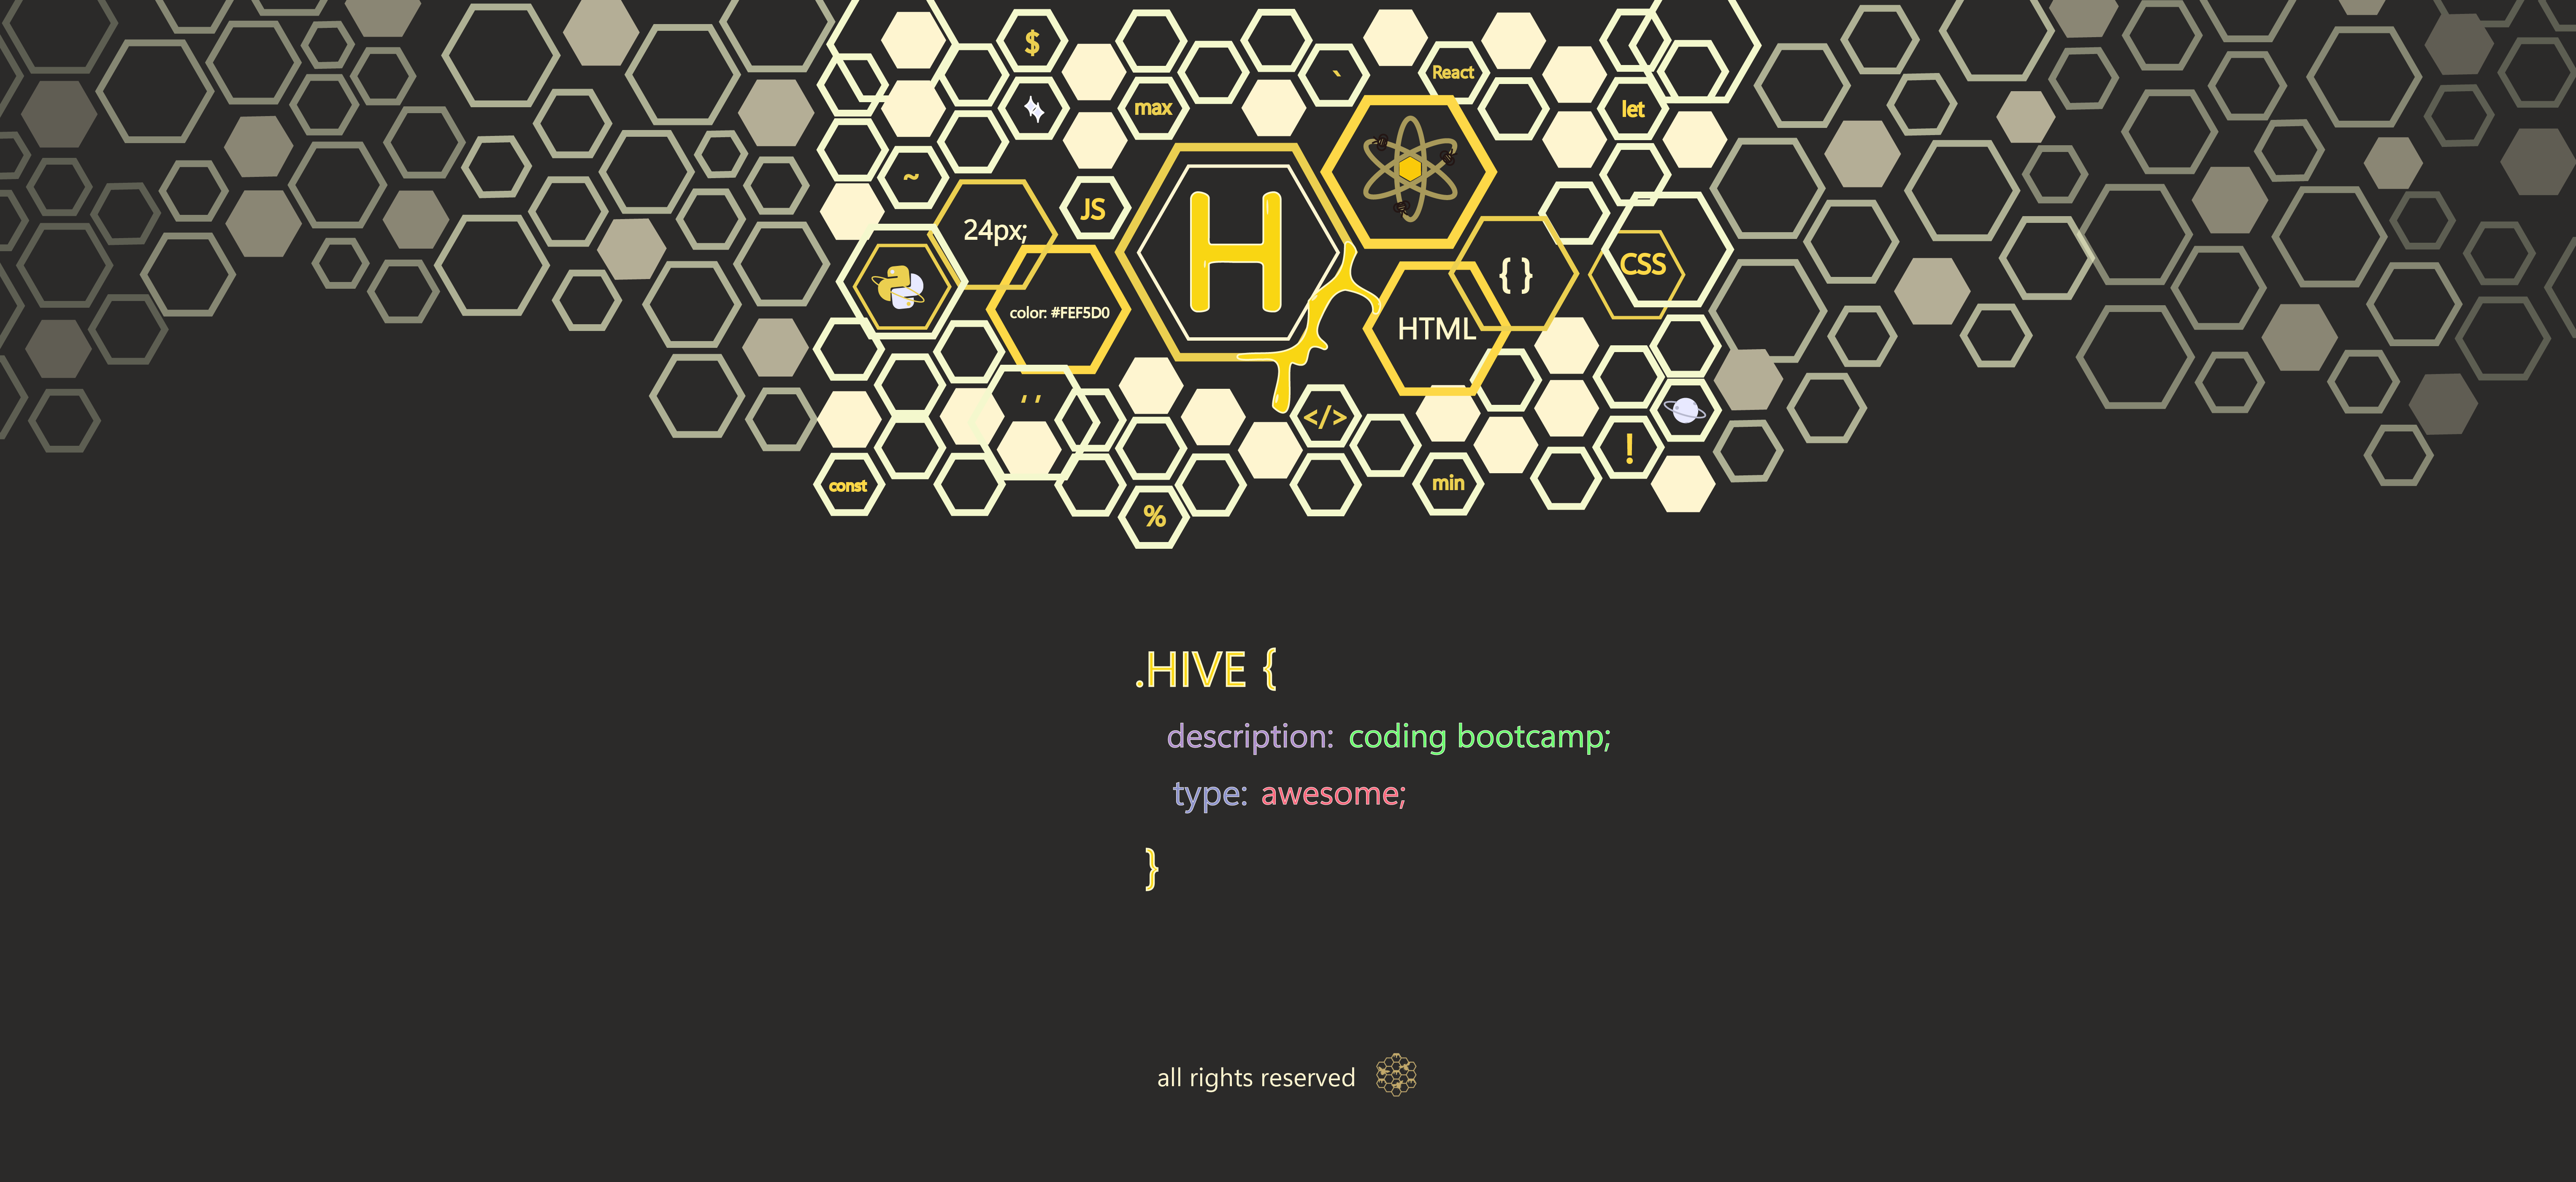 $
`
React
max
let
~
JS
24px;
H
{ }
CSS
color: #FEF5D0
HTML
' '
</>
!
const
min
%
.HIVE {
description: coding bootcamp;
type: awesome;
}
all rights reserved